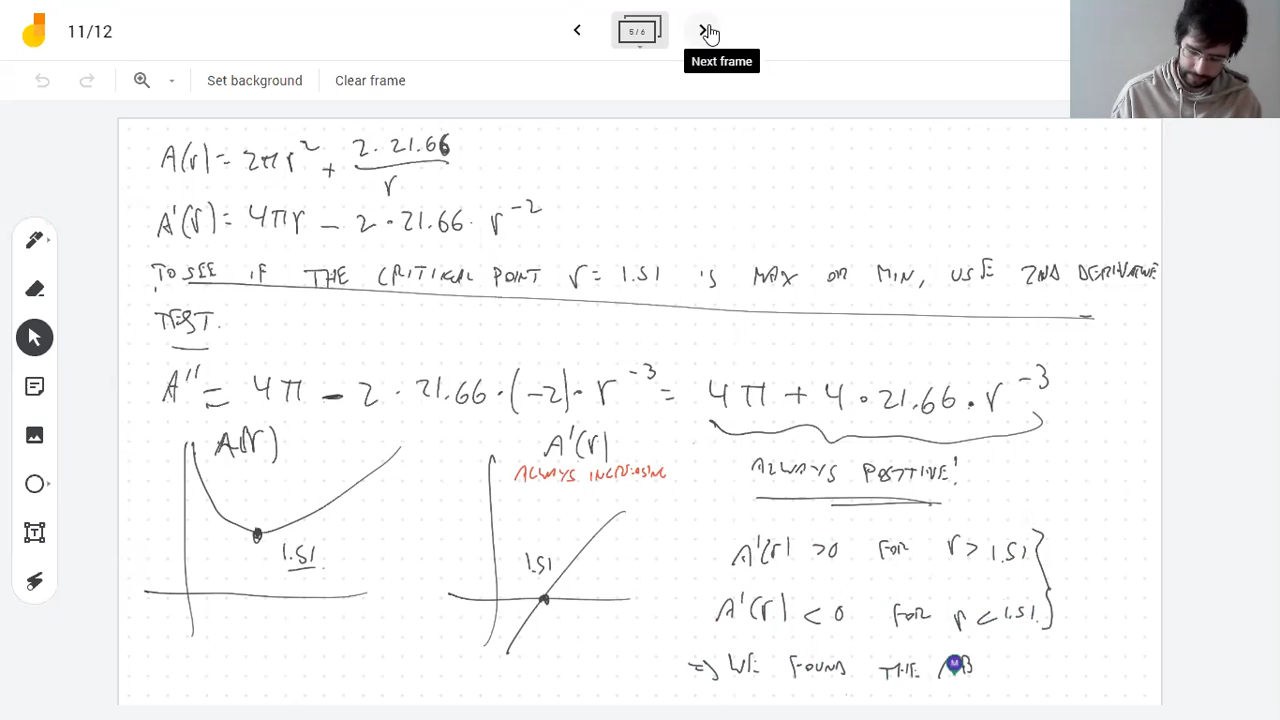 11/12
5/6
Next frame
Set background
Clear frame
A(r) = 2πr² + 2·21.66/r
A'(r) = 4πr − 2·21.66·r⁻²
TO SEE IF THE CRITICAL POINT r = 1.51 IS MAX OR MIN, USE 2ND DERIVATIVE
TEST.
A'' = 4π − 2·21.66·(−2)·r⁻³ = 4π + 4·21.66·r⁻³
A(r)
A'(r)
ALWAYS INCREASING
ALWAYS POSITIVE!
1.51
1.51
A'(r) > 0 FOR r > 1.51
A'(r) < 0 FOR r < 1.51
=> WE FOUND THE AB
M